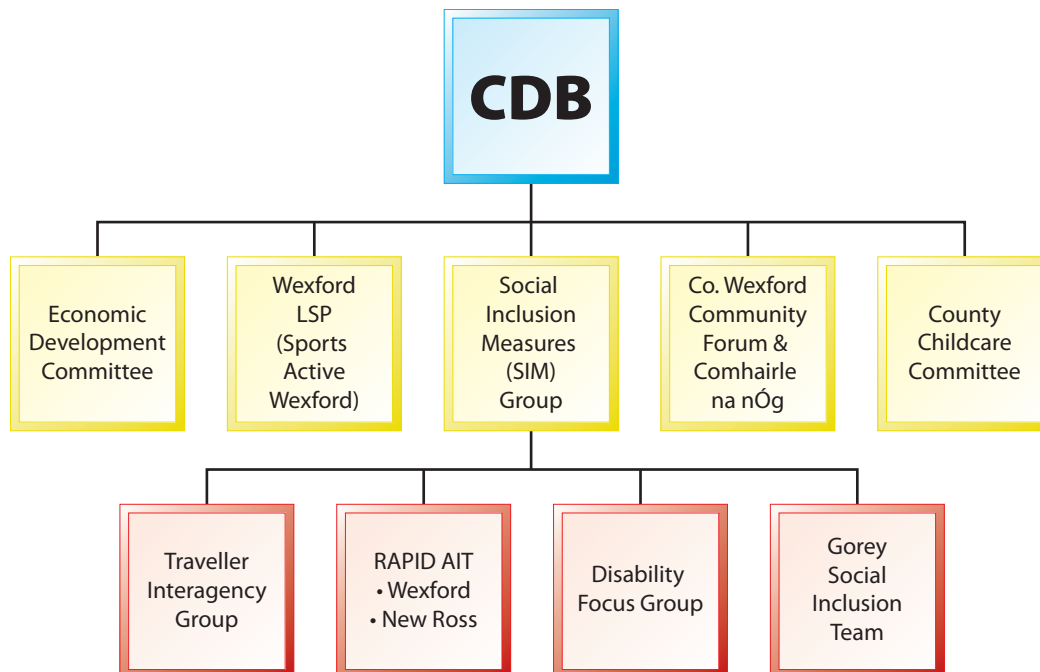 CDB
Economic
Development
Committee
Wexford
LSP
(Sports
Active
Wexford)
Social
Inclusion
Measures
(SIM)
Group
Co. Wexford
Community
Forum &
Comhairle
na nÓg
County
Childcare
Committee
Traveller
Interagency
Group
RAPID AIT
• Wexford
• New Ross
Disability
Focus Group
Gorey
Social
Inclusion
Team